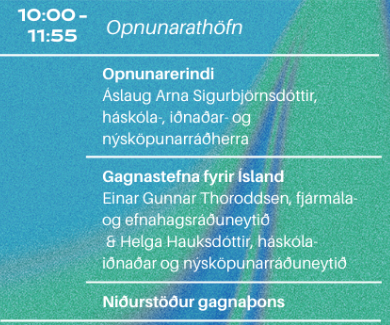 10:00 –
11:55
Opnunarathöfn
Opnunarerindi
Áslaug Arna Sigurbjörnsdóttir,
háskóla-, iðnaðar- og
nýsköpunarráðherra
Gagnastefna fyrir Ísland
Einar Gunnar Thoroddsen, fjármála-
og efnahagsráðuneytið
& Helga Hauksdóttir, háskóla-
iðnaðar og nýsköpunarráðuneytið
Niðurstöður gagnaþons